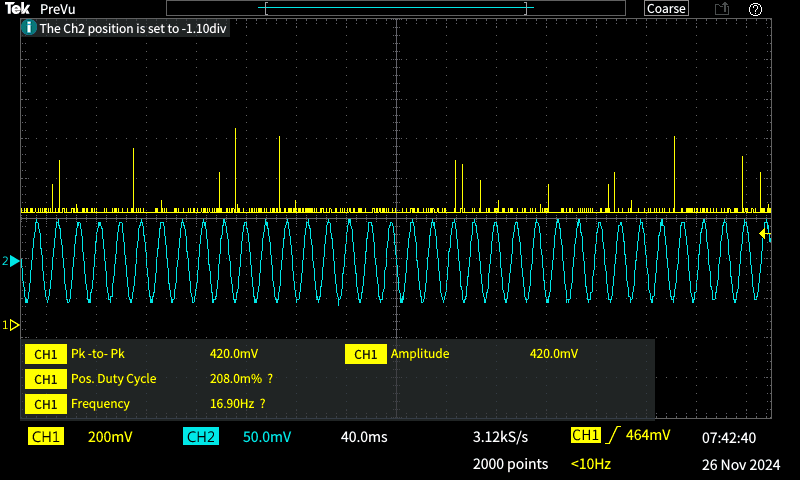 Tek PreVu Coarse
i The Ch2 position is set to -1.10div
2
1
CH1 Pk -to- Pk 420.0mV CH1 Amplitude 420.0mV
CH1 Pos. Duty Cycle 208.0m% ?
CH1 Frequency 16.90Hz ?
CH1 200mV CH2 50.0mV 40.0ms 3.12kS/s CH1 464mV 07:42:40
2000 points <10Hz 26 Nov 2024